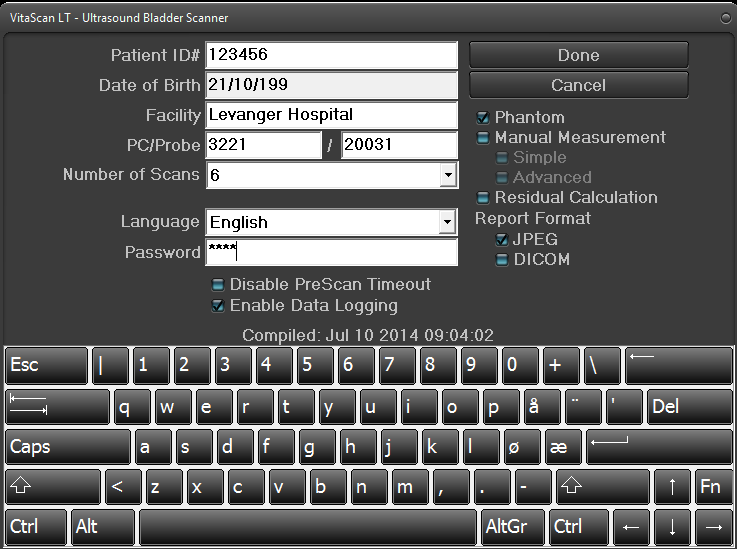 VitaScan LT - Ultrasound Bladder Scanner
Patient ID# 123456
Done
Date of Birth 21/10/199
Cancel
Facility Levanger Hospital
Phantom
PC/Probe 3221 / 20031
Manual Measurement
Simple
Number of Scans 6
Advanced
Residual Calculation
Language English
Report Format
JPEG
Password ****
DICOM
Disable PreScan Timeout
Enable Data Logging
Compiled: Jul 10 2014 09:04:02
Esc | 1 2 3 4 5 6 7 8 9 0 + \
q w e r t y u i o p å ¨ ' Del
Caps a s d f g h j k l ø æ
< z x c v b n m , . - ↑ Fn
Ctrl Alt AltGr Ctrl ← ↓ →